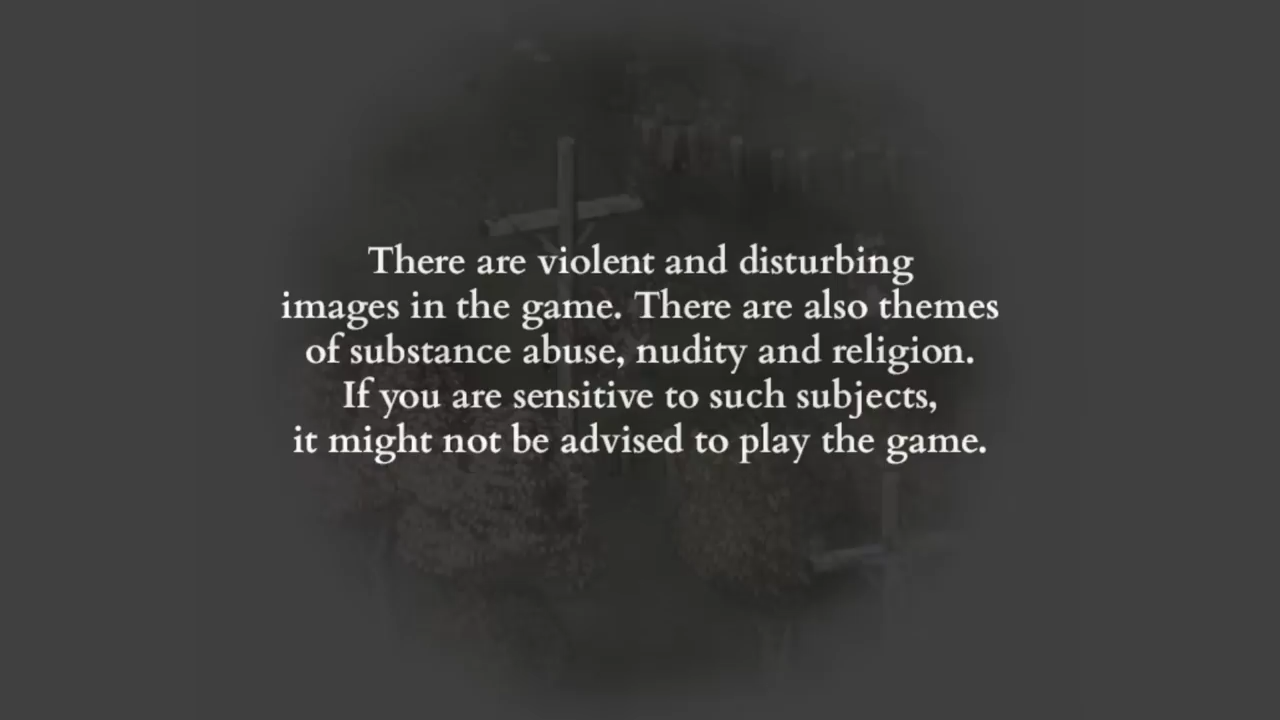 There are violent and disturbing
images in the game. There are also themes
of substance abuse, nudity and religion.
If you are sensitive to such subjects,
it might not be advised to play the game.